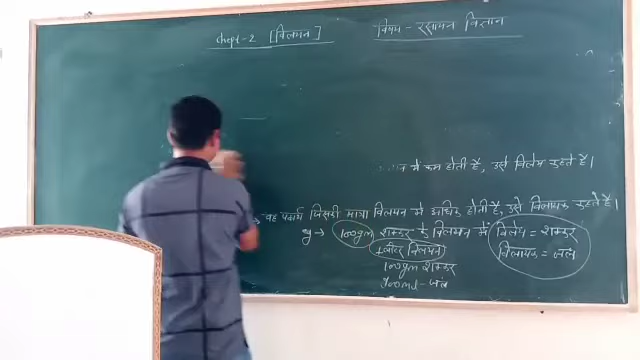 Chapt-2 [विलयन] विषय - रसायन विज्ञान
में कम होती है, उसे विलेय कहते है।
वह पदार्थ जिसकी मात्रा विलयन में अधिक होती है, उसे विलायक कहते है।
100gm शक्कर के विलयन में विलेय = शक्कर
1 लीटर विलयन विलायक = जल
100gm शक्कर
900ml - जल